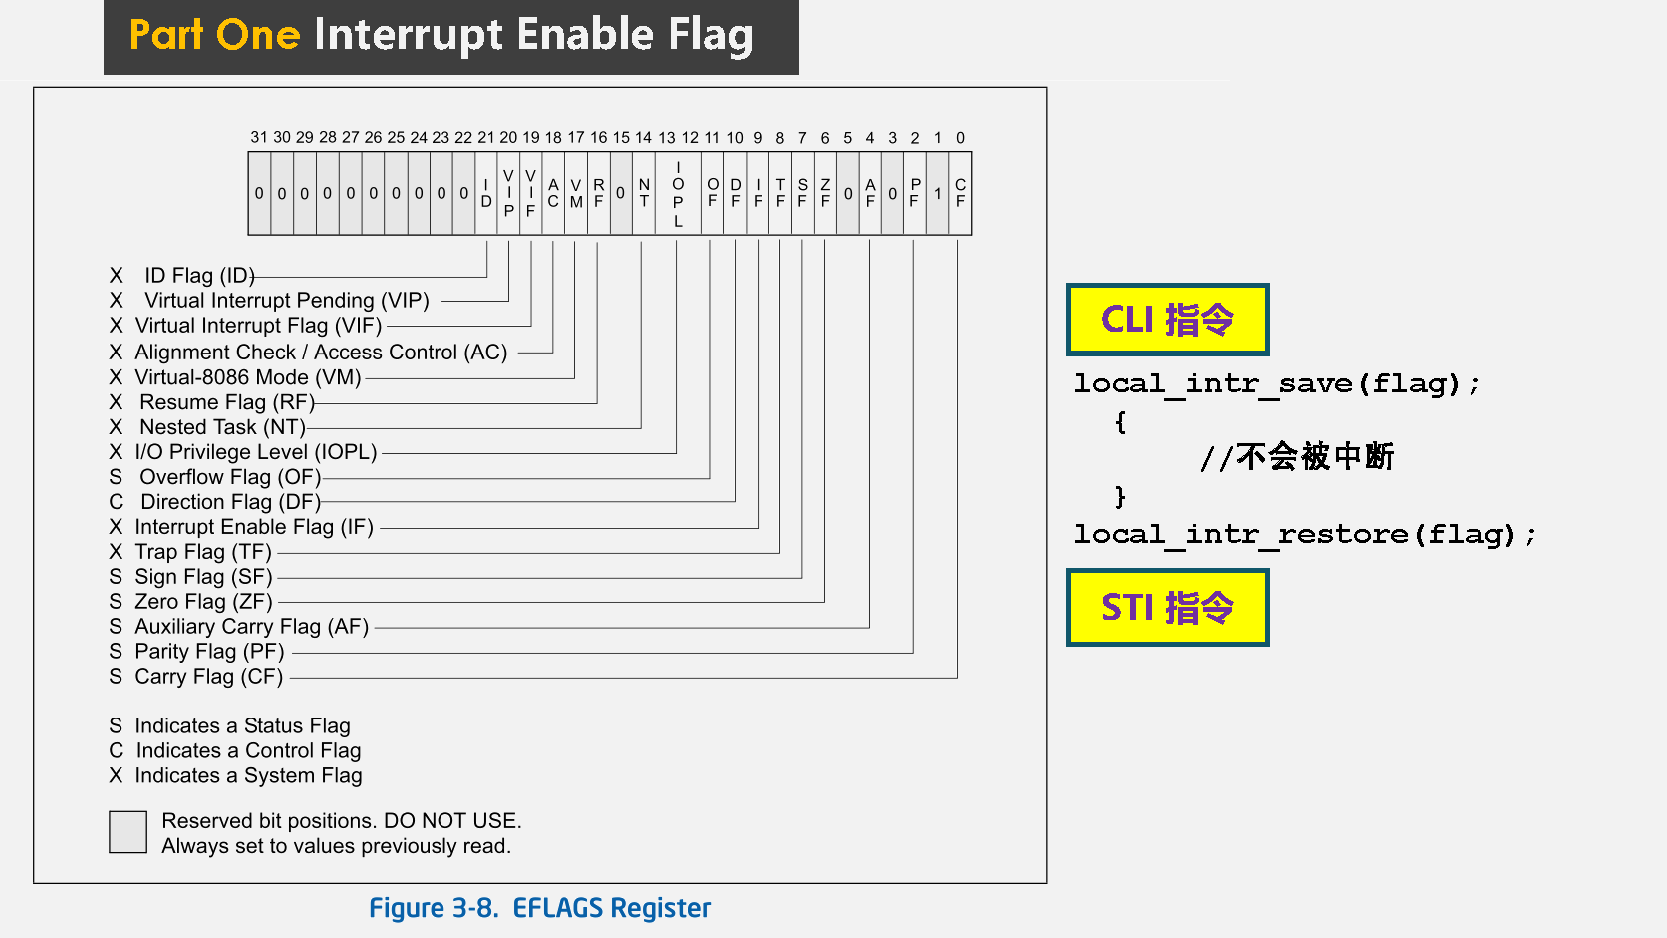 Part One Interrupt Enable Flag
31 30 29 28 27 26 25 24 23 22 21 20 19 18 17 16 15 14 13 12 11 10 9 8 7 6 5 4 3 2 1 0
0 0 0 0 0 0 0 0 0 0 ID VIP VIF AC VM RF 0 NT IOPL OF DF IF TF SF ZF 0 AF 0 PF 1 CF
X ID Flag (ID)
X Virtual Interrupt Pending (VIP)
X Virtual Interrupt Flag (VIF)
X Alignment Check / Access Control (AC)
X Virtual-8086 Mode (VM)
X Resume Flag (RF)
X Nested Task (NT)
X I/O Privilege Level (IOPL)
S Overflow Flag (OF)
C Direction Flag (DF)
X Interrupt Enable Flag (IF)
X Trap Flag (TF)
S Sign Flag (SF)
S Zero Flag (ZF)
S Auxiliary Carry Flag (AF)
S Parity Flag (PF)
S Carry Flag (CF)
S Indicates a Status Flag
C Indicates a Control Flag
X Indicates a System Flag
Reserved bit positions. DO NOT USE.
Always set to values previously read.
Figure 3-8. EFLAGS Register
CLI 指令
local_intr_save(flag);
{
//不会被中断
}
local_intr_restore(flag);
STI 指令